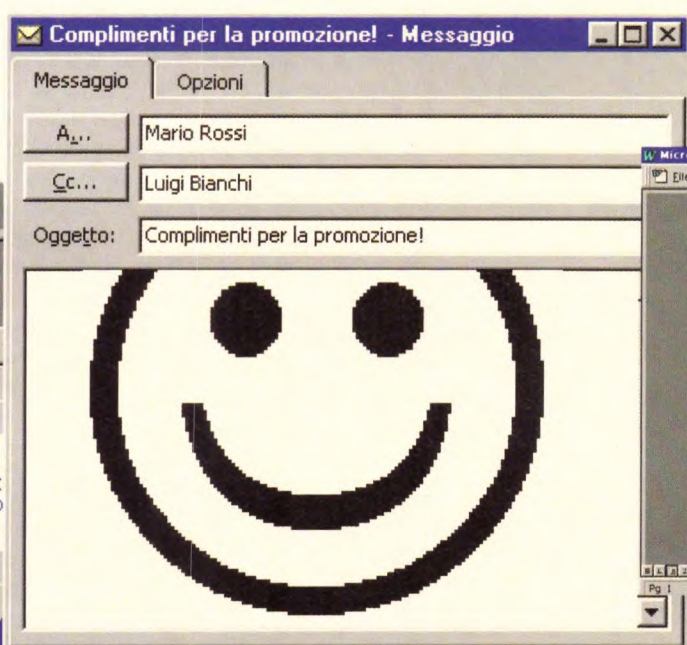 Complimenti per la promozione! - Messaggio
Messaggio Opzioni
A... Mario Rossi
Cc... Luigi Bianchi
Oggetto: Complimenti per la promozione!
Pg 1